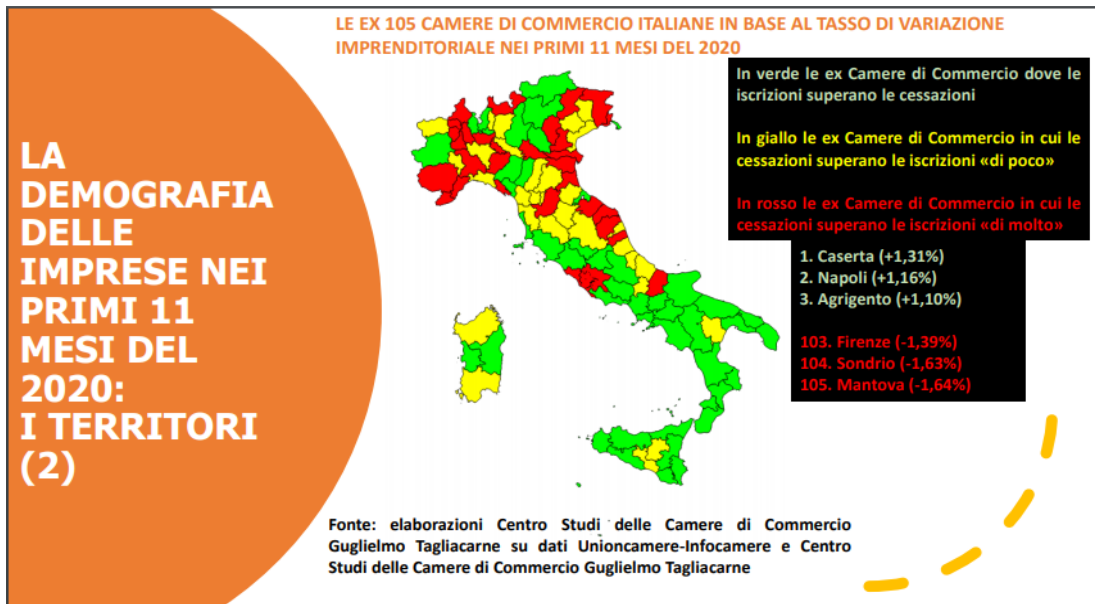 LE EX 105 CAMERE DI COMMERCIO ITALIANE IN BASE AL TASSO DI VARIAZIONE
IMPRENDITORIALE NEI PRIMI 11 MESI DEL 2020
LA
DEMOGRAFIA
DELLE
IMPRESE NEI
PRIMI 11
MESI DEL
2020:
I TERRITORI
(2)
In verde le ex Camere di Commercio dove le
iscrizioni superano le cessazioni
In giallo le ex Camere di Commercio in cui le
cessazioni superano le iscrizioni «di poco»
In rosso le ex Camere di Commercio in cui le
cessazioni superano le iscrizioni «di molto»
1. Caserta (+1,31%)
2. Napoli (+1,16%)
3. Agrigento (+1,10%)
103. Firenze (-1,39%)
104. Sondrio (-1,63%)
105. Mantova (-1,64%)
Fonte: elaborazioni Centro Studi delle Camere di Commercio
Guglielmo Tagliacarne su dati Unioncamere-Infocamere e Centro
Studi delle Camere di Commercio Guglielmo Tagliacarne